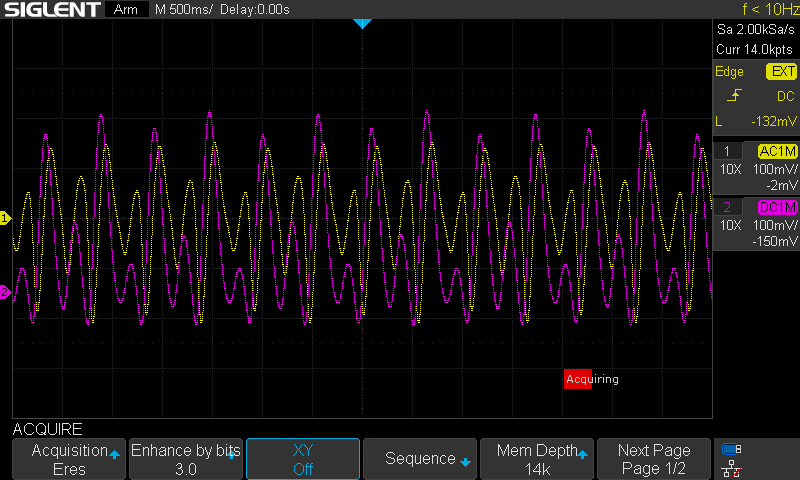 SIGLENT Arm M 500ms/ Delay:0.00s f < 10Hz
Sa 2.00kSa/s
Curr 14.0kpts
Edge EXT
DC
L -132mV
1 AC1M
10X 100mV/
-2mV
2 DC1M
10X 100mV/
-150mV
1
2
Acquiring
ACQUIRE
Acquisition
Eres
Enhance by bits
3.0
XY
Off
Sequence
Mem Depth
14k
Next Page
Page 1/2